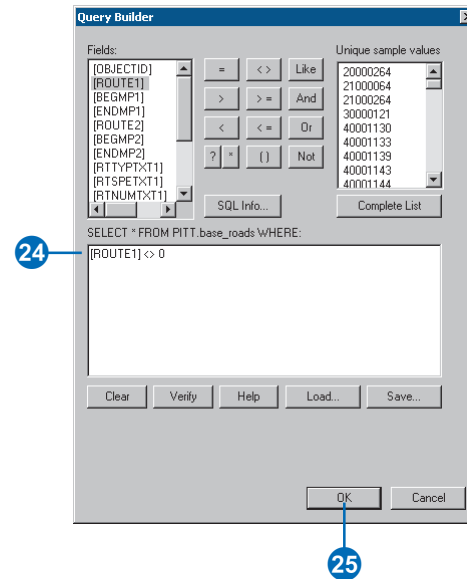 Query Builder
Fields:
[OBJECTID]
[ROUTE1]
[BEGMP1]
[ENDMP1]
[ROUTE2]
[BEGMP2]
[ENDMP2]
[RTTYPTXT1]
[RTSPETXT1]
[RTNUMTXT1]
= <> Like
> > = And
< < = Or
? * () Not
SQL Info...
Unique sample values
20000264
21000064
21000264
30000121
40001130
40001133
40001139
40001143
40001144
Complete List
SELECT * FROM PITT.base_roads WHERE:
24
[ROUTE1] <> 0
Clear Verify Help Load... Save...
OK Cancel
25